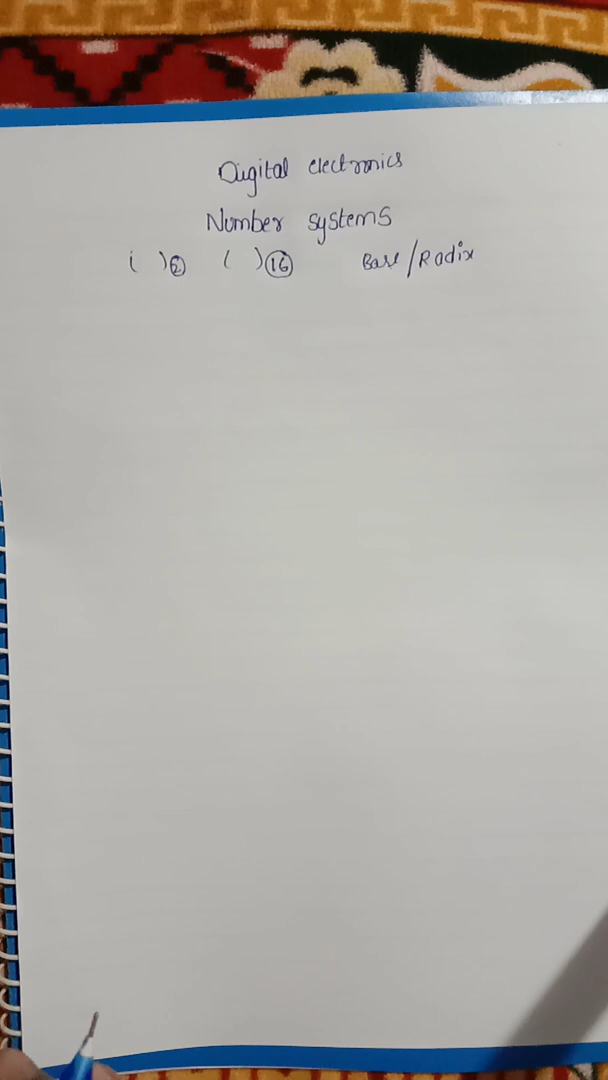 Digital electronics
Number systems
( )2 ( )16 Base/Radix